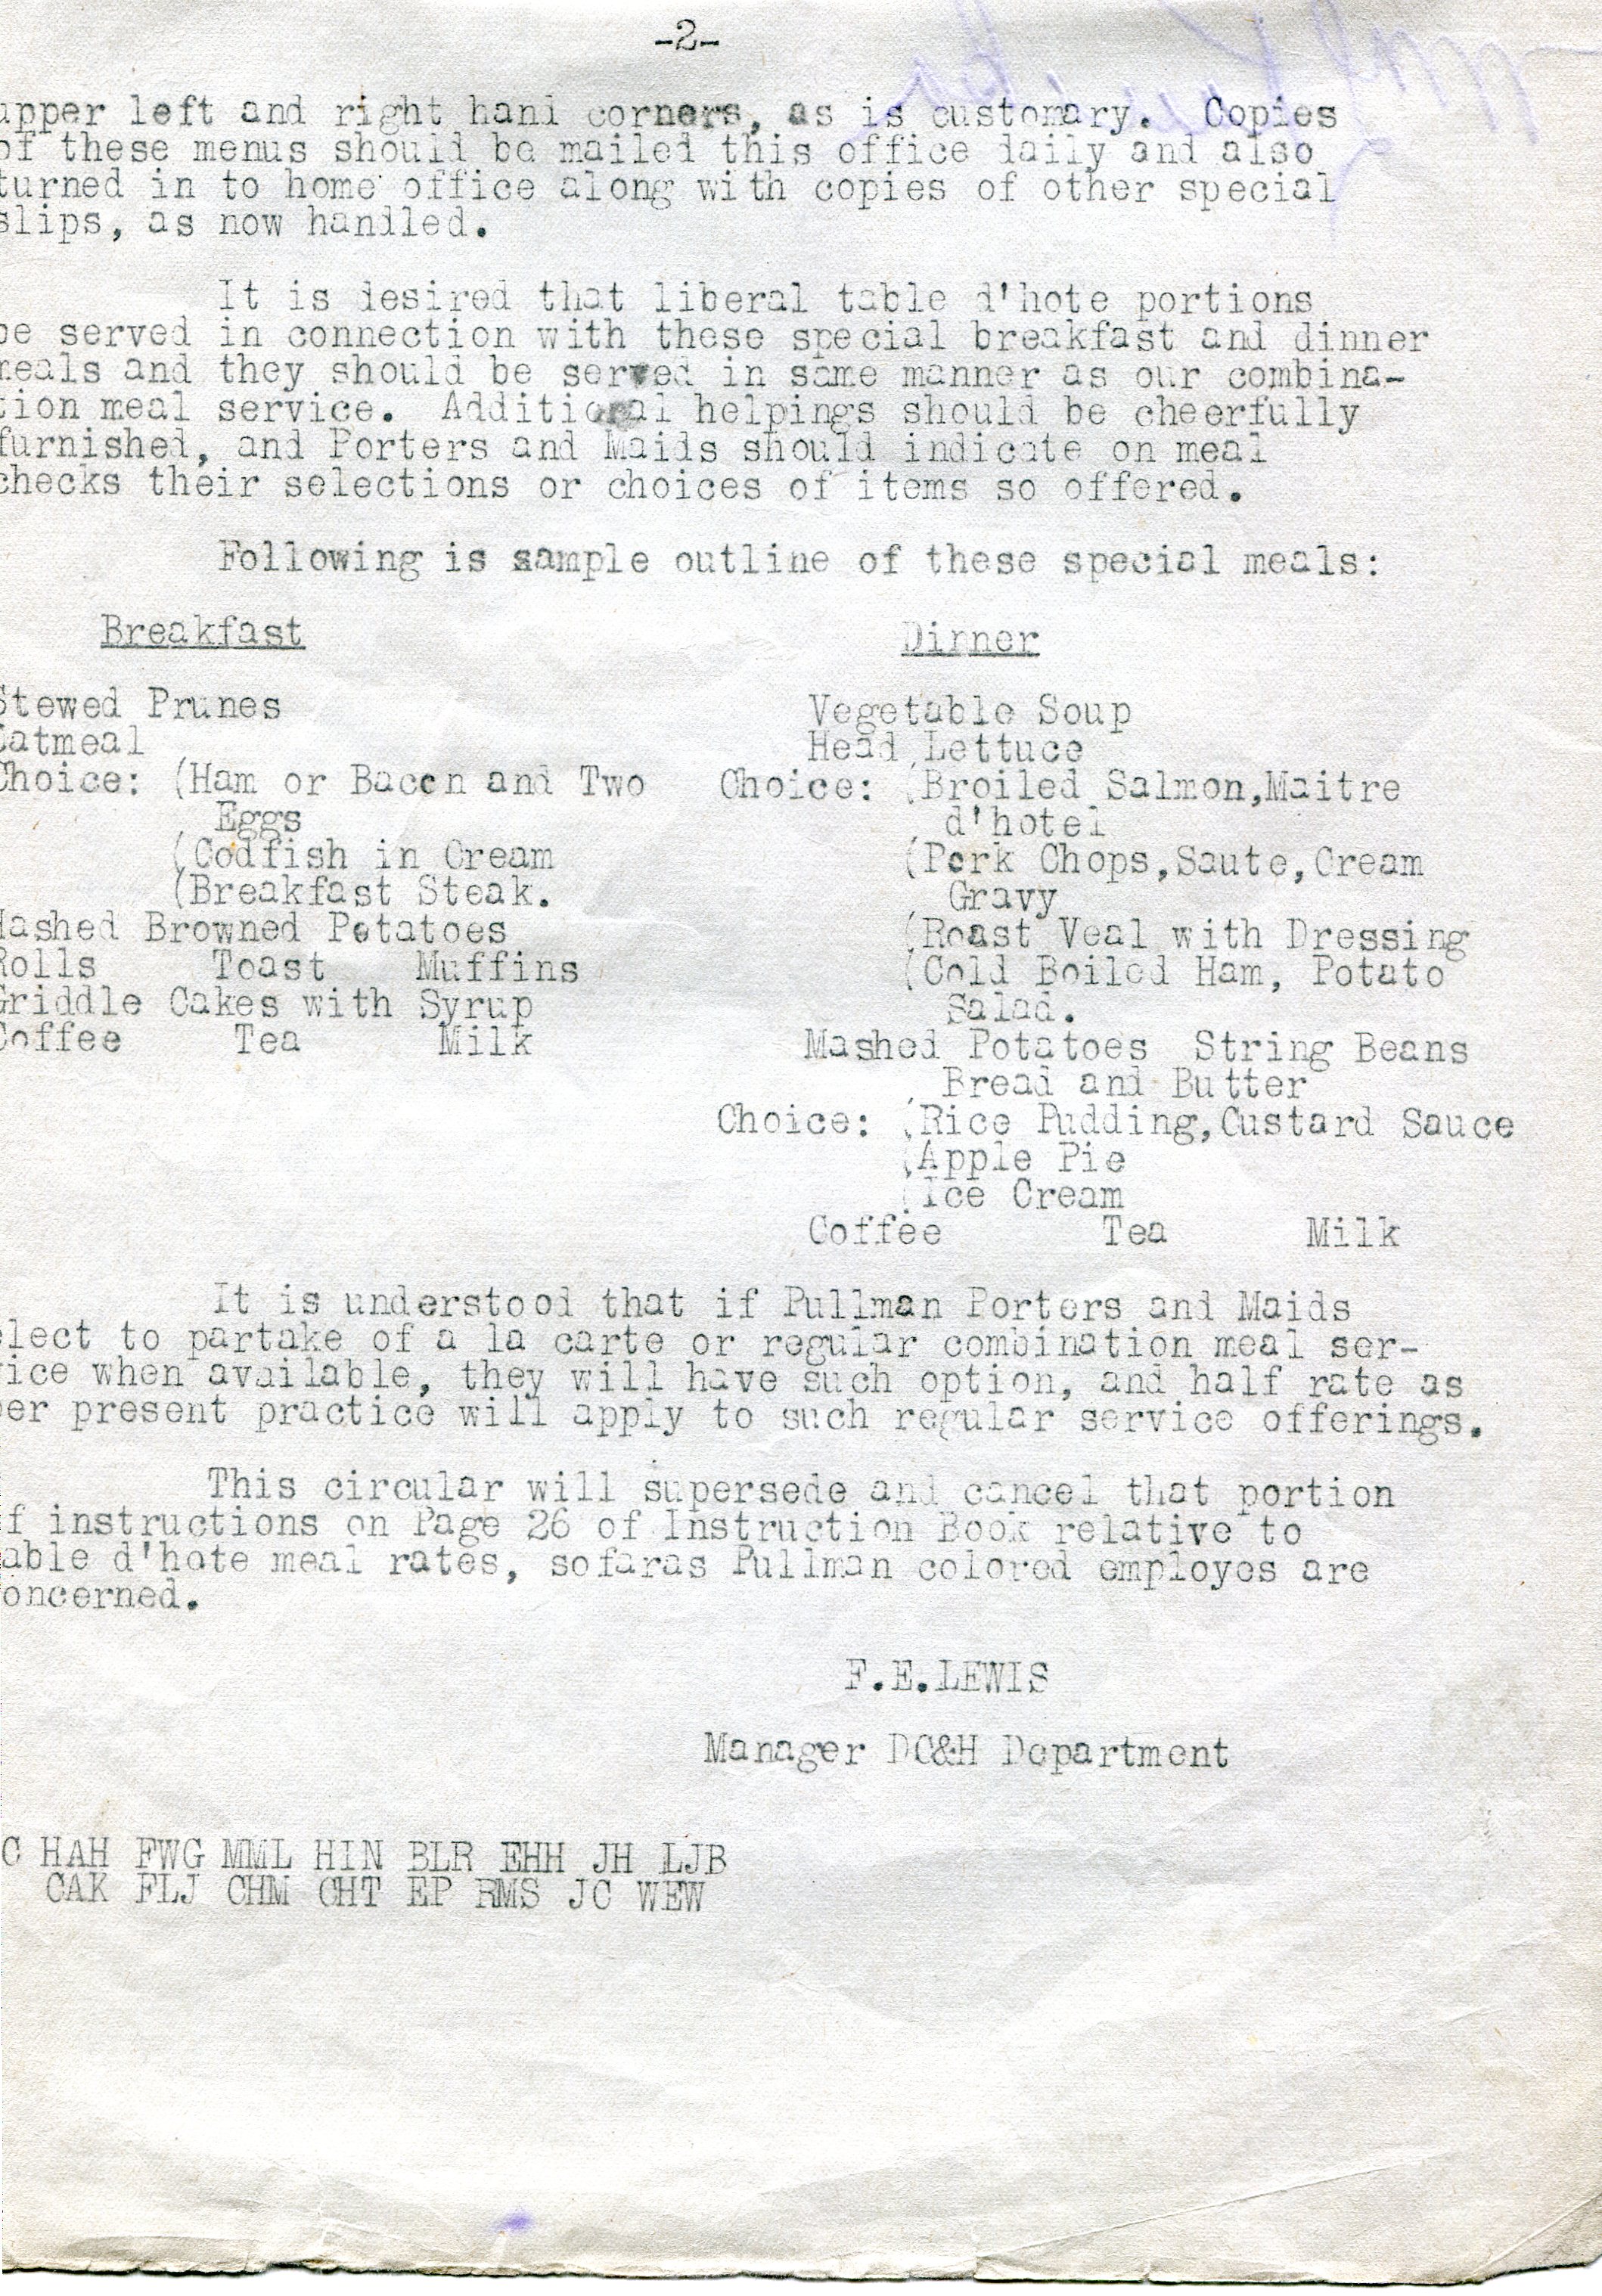 -2-
upper left and right hand corners, as is customary. Copies
of these menus should be mailed this office daily and also
turned in to home office along with copies of other special
slips, as now handled.
It is desired that liberal table d'hote portions
be served in connection with these special breakfast and dinner
meals and they should be served in same manner as our combina-
tion meal service. Additional helpings should be cheerfully
furnished, and Porters and Maids should indicate on meal
checks their selections or choices of items so offered.
Following is sample outline of these special meals:
Breakfast
Stewed Prunes
Oatmeal
Choice: (Ham or Bacon and Two
Eggs
(Codfish in Cream
(Breakfast Steak.
Hashed Browned Potatoes
Rolls Toast Muffins
Griddle Cakes with Syrup
Coffee Tea Milk
Dinner
Vegetable Soup
Head Lettuce
Choice: (Broiled Salmon,Maitre
d'hotel
(Pork Chops,Saute,Cream
Gravy
(Roast Veal with Dressing
(Cold Boiled Ham, Potato
Salad.
Mashed Potatoes String Beans
Bread and Butter
Choice: (Rice Pudding,Custard Sauce
(Apple Pie
(Ice Cream
Coffee Tea Milk
It is understood that if Pullman Porters and Maids
elect to partake of a la carte or regular combination meal ser-
vice when available, they will have such option, and half rate as
per present practice will apply to such regular service offerings.
This circular will supersede and cancel that portion
of instructions on Page 26 of Instruction Book relative to
table d'hote meal rates, sofaras Pullman colored employes are
concerned.
F.E.LEWIS
Manager DC&H Department
C HAH FWG MML HIN BLR EHH JH LJB
CAK FLJ CHM CHT EP RMS JC WEW